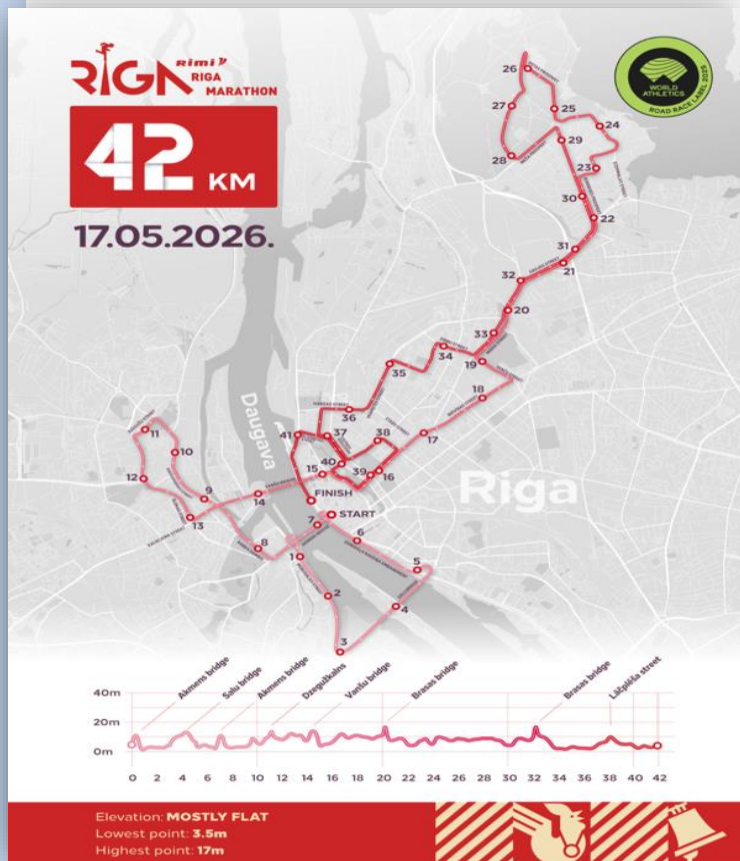 RIGA
rimi
RIGA
MARATHON
42 KM
17.05.2026.
WORLD
ATHLETICS
ROAD RACE LABEL 2025
26
25
27
24
28
29
23
30
22
31
21
32
20
33
34
19
35
18
36
17
37
38
41
40
39
16
15
11
10
12
9
13
14
8
Daugava
Riga
FINISH
START
7
6
1
5
2
4
3
Akmens bridge
Salu bridge
Akmens bridge
Dzegužkalns
Vanšu bridge
Brasas bridge
Brasas bridge
Lāčplēša street
40m
20m
0m
0 2 4 6 8 10 12 14 16 18 20 22 24 26 28 30 32 34 36 38 40 42
Elevation: MOSTLY FLAT
Lowest point: 3.5m
Highest point: 17m